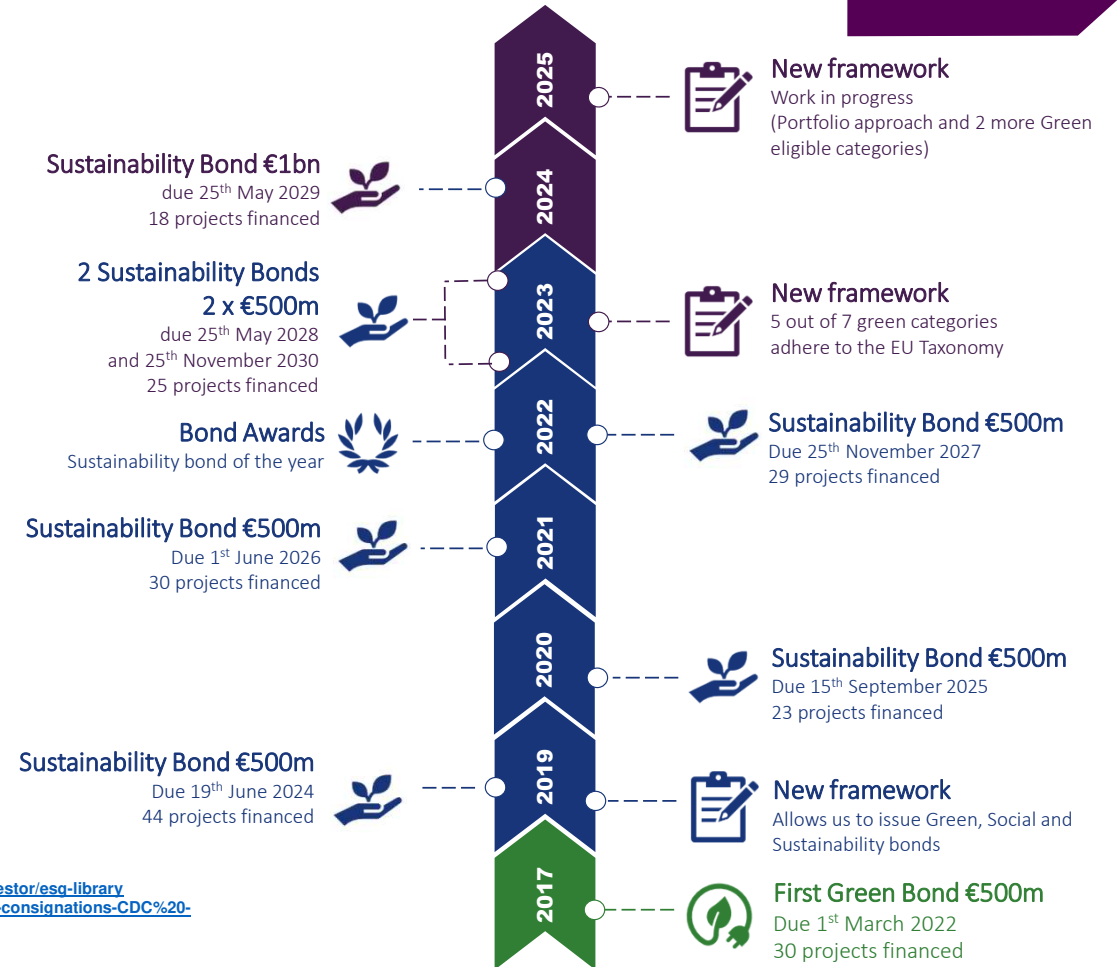 2025
New framework
Work in progress
(Portfolio approach and 2 more Green
eligible categories)
2024
Sustainability Bond €1bn
due 25th May 2029
18 projects financed
2023
2 Sustainability Bonds
2 x €500m
due 25th May 2028
and 25th November 2030
25 projects financed
New framework
5 out of 7 green categories
adhere to the EU Taxonomy
2022
Bond Awards
Sustainability bond of the year
Sustainability Bond €500m
Due 25th November 2027
29 projects financed
2021
Sustainability Bond €500m
Due 1st June 2026
30 projects financed
2020
Sustainability Bond €500m
Due 15th September 2025
23 projects financed
2019
Sustainability Bond €500m
Due 19th June 2024
44 projects financed
New framework
Allows us to issue Green, Social and
Sustainability bonds
2017
First Green Bond €500m
Due 1st March 2022
30 projects financed
estor/esg-library
-consignations-CDC%20-